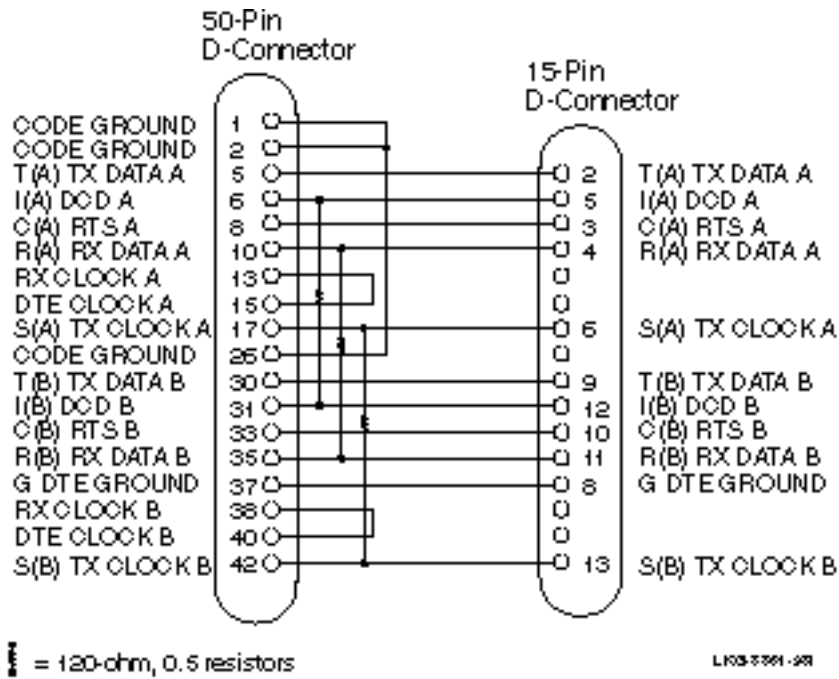 50-Pin
D-Connector
15-Pin
D-Connector
CODE GROUND 1
CODE GROUND 2
T(A) TX DATA A 5 2 T(A) TX DATA A
I(A) DCD A 6 5 I(A) DCD A
C(A) RTS A 8 3 C(A) RTS A
R(A) RX DATA A 10 4 R(A) RX DATA A
RX CLOCK A 13
DTE CLOCK A 15
S(A) TX CLOCK A 17 6 S(A) TX CLOCK A
CODE GROUND 26
T(B) TX DATA B 30 9 T(B) TX DATA B
I(B) DCD B 31 12 I(B) DCD B
C(B) RTS B 33 10 C(B) RTS B
R(B) RX DATA B 35 11 R(B) RX DATA B
G DTE GROUND 37 8 G DTE GROUND
RX CLOCK B 38
DTE CLOCK B 40
S(B) TX CLOCK B 42 13 S(B) TX CLOCK B
= 120-ohm, 0.5 resistors